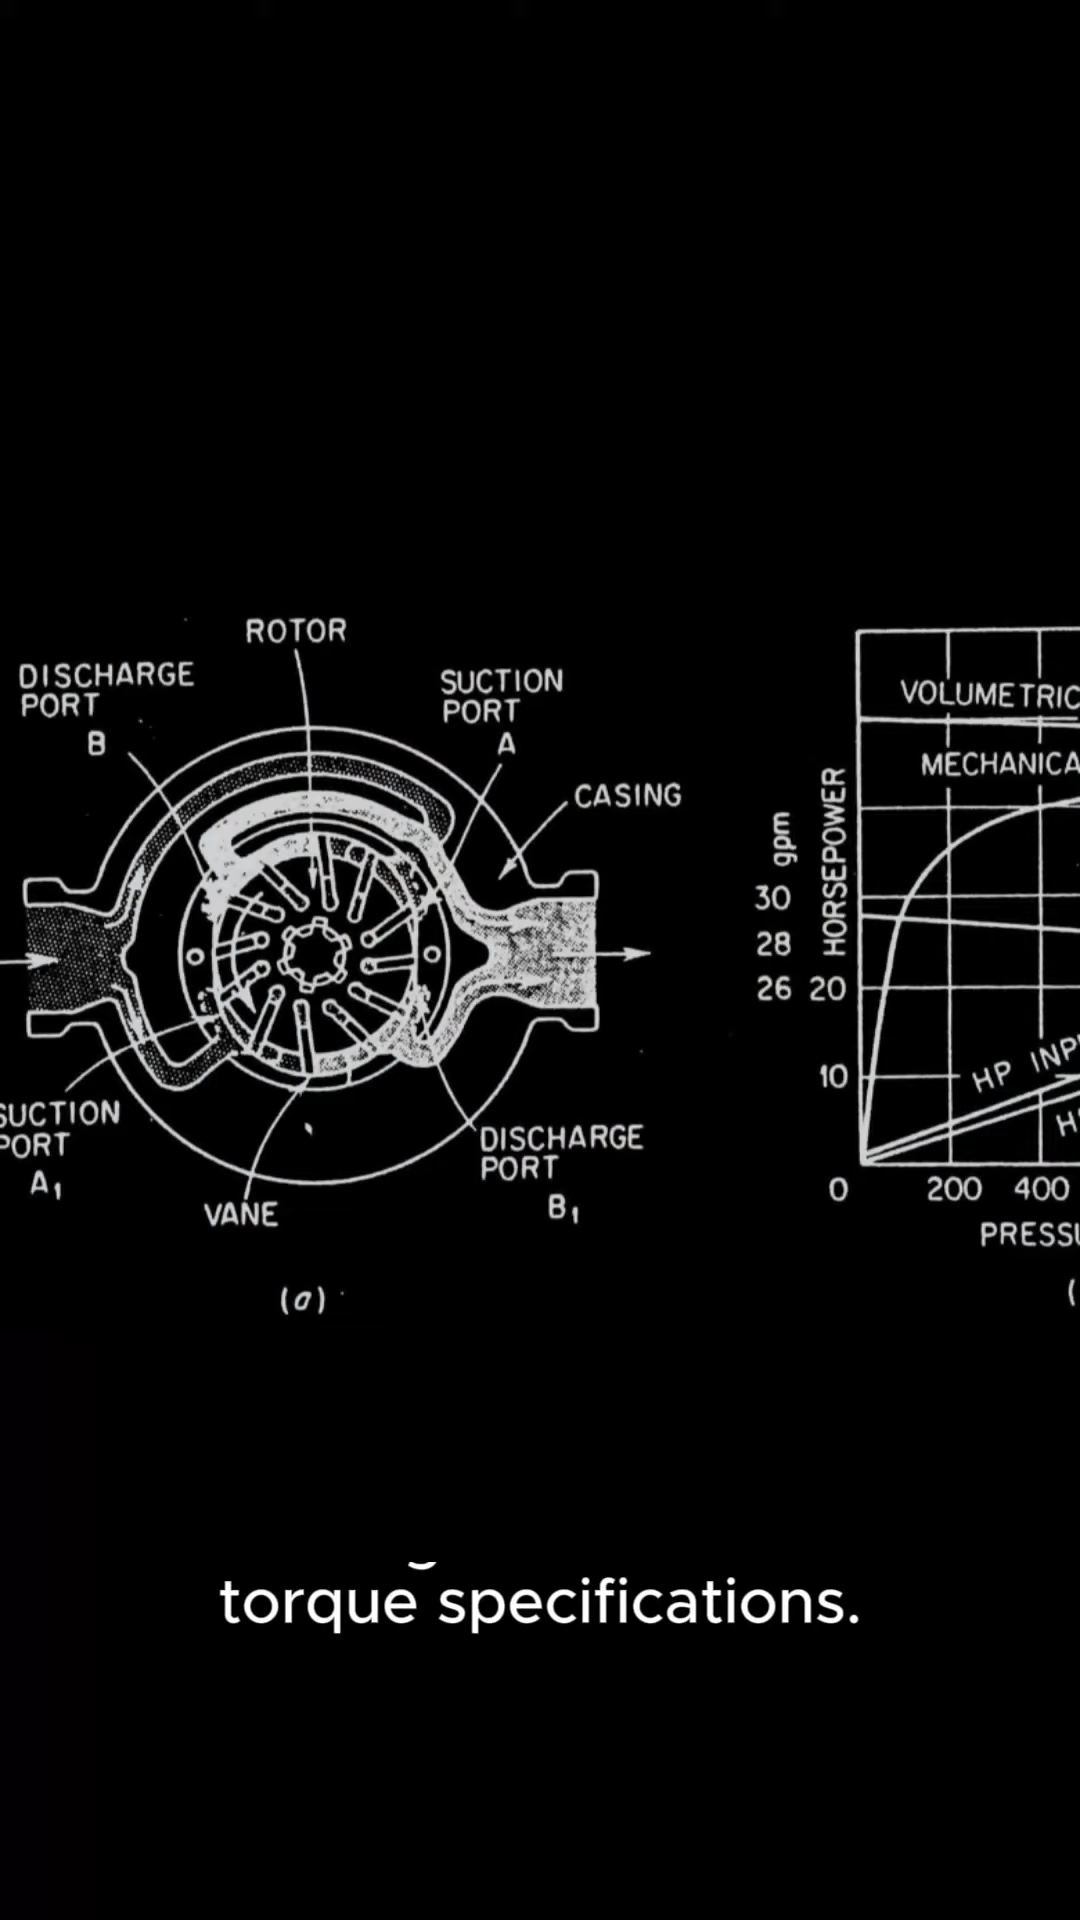 ROTOR
DISCHARGE
PORT
B
SUCTION
PORT
A
CASING
SUCTION
PORT
A1
VANE
DISCHARGE
PORT
B1
(a)
VOLUMETRIC
MECHANICA
gpm
HORSEPOWER
30
28
26 20
10
HP INP
H
0 200 400
PRESSU
(
torque specifications.